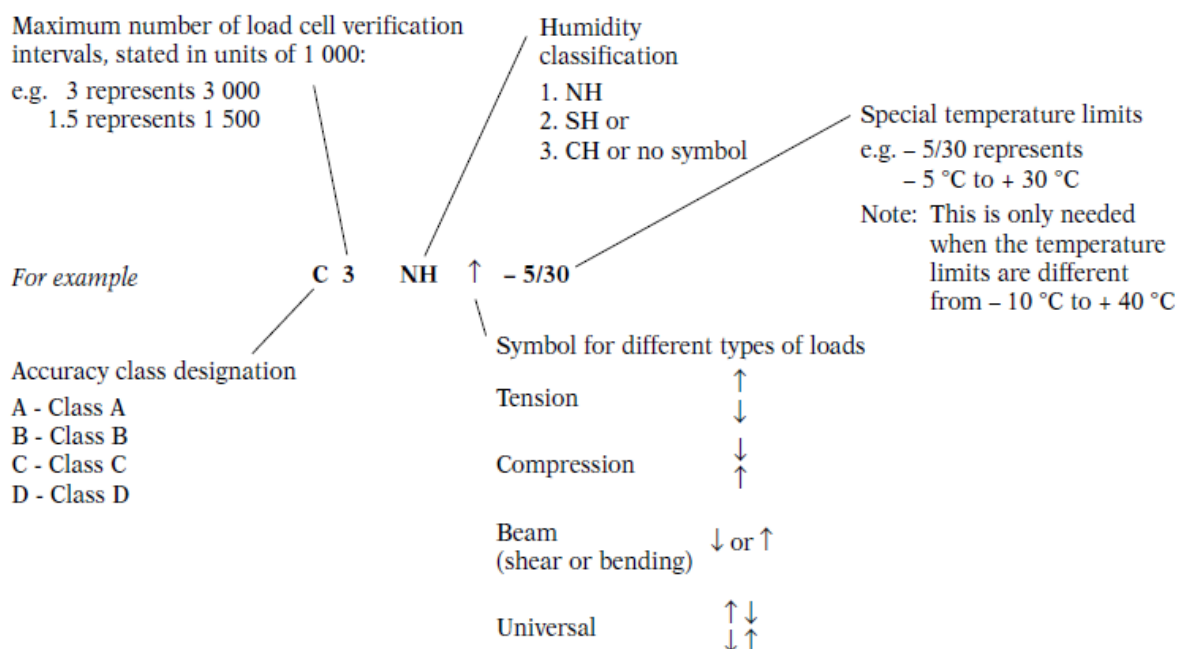 Maximum number of load cell verification
intervals, stated in units of 1 000:
e.g. 3 represents 3 000
1.5 represents 1 500
Humidity
classification
1. NH
2. SH or
3. CH or no symbol
Special temperature limits
e.g. – 5/30 represents
– 5 °C to + 30 °C
Note: This is only needed
when the temperature
limits are different
from – 10 °C to + 40 °C
For example C 3 NH ↑ – 5/30
Accuracy class designation
A - Class A
B - Class B
C - Class C
D - Class D
Symbol for different types of loads
Tension ↑
↓
Compression ↓
↑
Beam ↓ or ↑
(shear or bending)
Universal ↑↓
↓↑